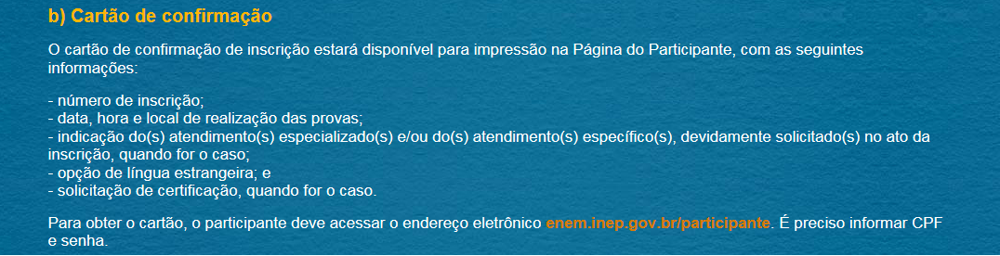 b) Cartão de confirmação
O cartão de confirmação de inscrição estará disponível para impressão na Página do Participante, com as seguintes
informações:
- número de inscrição;
- data, hora e local de realização das provas;
- indicação do(s) atendimento(s) especializado(s) e/ou do(s) atendimento(s) específico(s), devidamente solicitado(s) no ato da
inscrição, quando for o caso;
- opção de língua estrangeira; e
- solicitação de certificação, quando for o caso.
Para obter o cartão, o participante deve acessar o endereço eletrônico enem.inep.gov.br/participante. É preciso informar CPF
e senha.